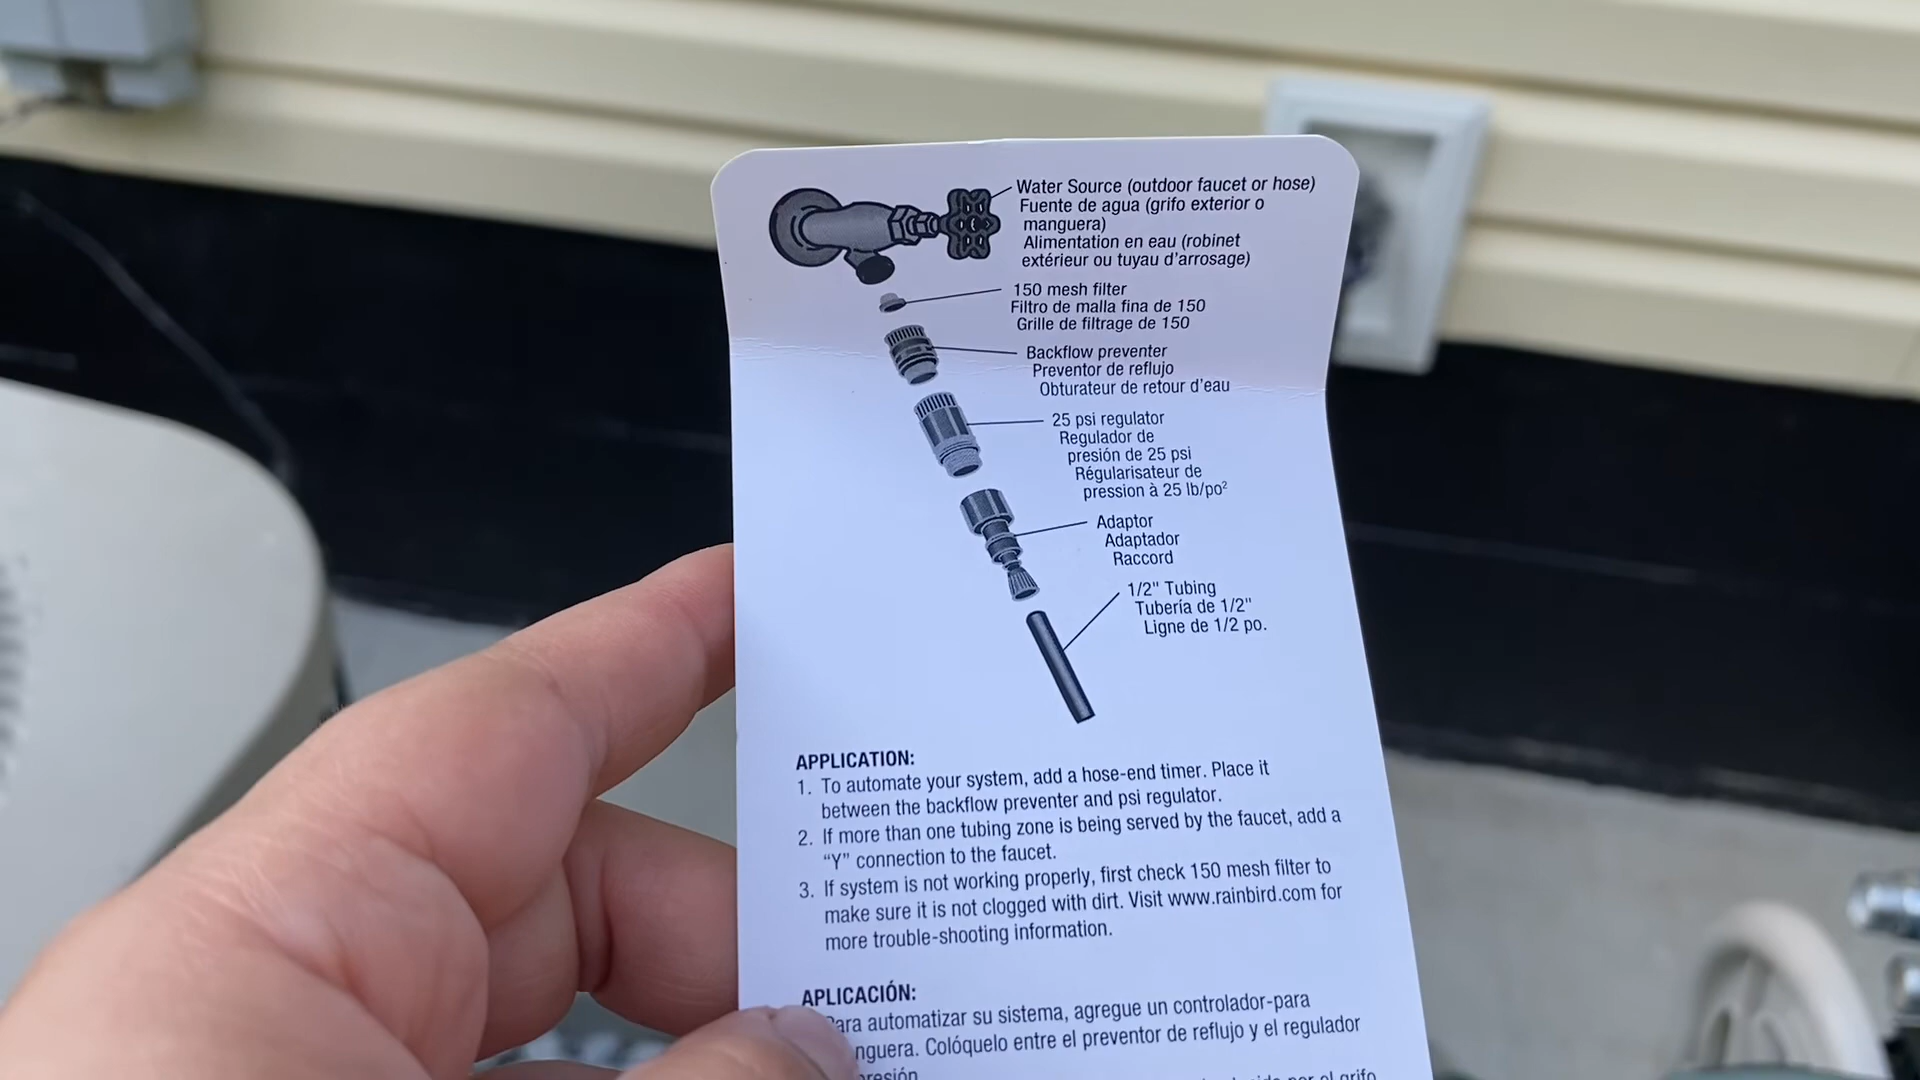 Water Source (outdoor faucet or hose)
Fuente de agua (grifo exterior o
manguera)
Alimentation en eau (robinet
extérieur ou tuyau d'arrosage)
150 mesh filter
Filtro de malla fina de 150
Grille de filtrage de 150
Backflow preventer
Preventor de reflujo
Obturateur de retour d'eau
25 psi regulator
Regulador de
presión de 25 psi
Régularisateur de
pression à 25 lb/po²
Adaptor
Adaptador
Raccord
1/2" Tubing
Tubería de 1/2"
Ligne de 1/2 po.
APPLICATION:
1. To automate your system, add a hose-end timer. Place it
between the backflow preventer and psi regulator.
2. If more than one tubing zone is being served by the faucet, add a
“Y” connection to the faucet.
3. If system is not working properly, first check 150 mesh filter to
make sure it is not clogged with dirt. Visit www.rainbird.com for
more trouble-shooting information.
APLICACIÓN:
Para automatizar su sistema, agregue un controlador-para
nguera. Colóquelo entre el preventor de reflujo y el regulador
presión
por el grifo